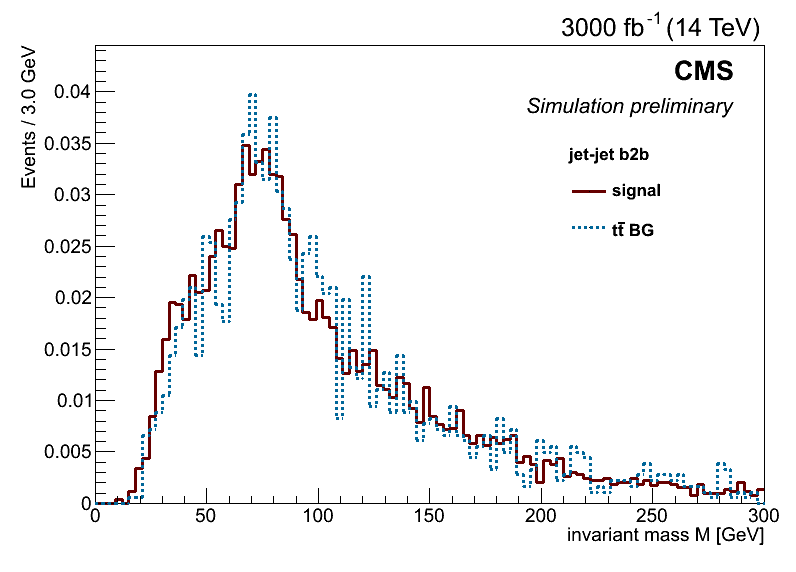 3000 fb⁻¹ (14 TeV)
CMS
Simulation preliminary
jet-jet b2b
signal
tt̄ BG
Events / 3.0 GeV
0.04
0.035
0.03
0.025
0.02
0.015
0.01
0.005
0
0 50 100 150 200 250 300
invariant mass M [GeV]